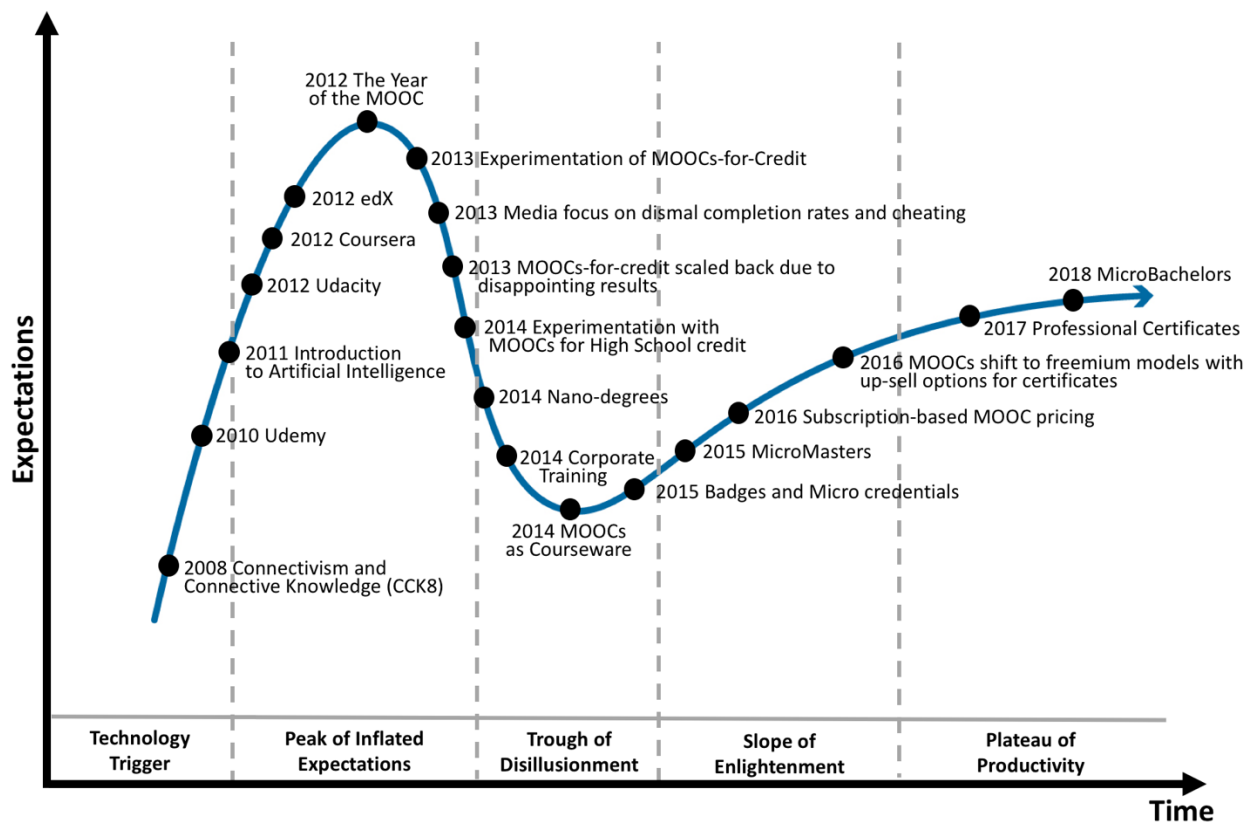 2012 The Year
of the MOOC
2013 Experimentation of MOOCs-for-Credit
2012 edX
2013 Media focus on dismal completion rates and cheating
2012 Coursera
2013 MOOCs-for-credit scaled back due to
disappointing results
2012 Udacity
2018 MicroBachelors
2014 Experimentation with
MOOCs for High School credit
2017 Professional Certificates
2011 Introduction
to Artificial Intelligence
2016 MOOCs shift to freemium models with
up-sell options for certificates
2014 Nano-degrees
2016 Subscription-based MOOC pricing
2010 Udemy
2015 MicroMasters
2014 Corporate
Training
2015 Badges and Micro credentials
2014 MOOCs
as Courseware
2008 Connectivism and
Connective Knowledge (CCK8)
Expectations
Technology
Trigger
Peak of Inflated
Expectations
Trough of
Disillusionment
Slope of
Enlightenment
Plateau of
Productivity
Time